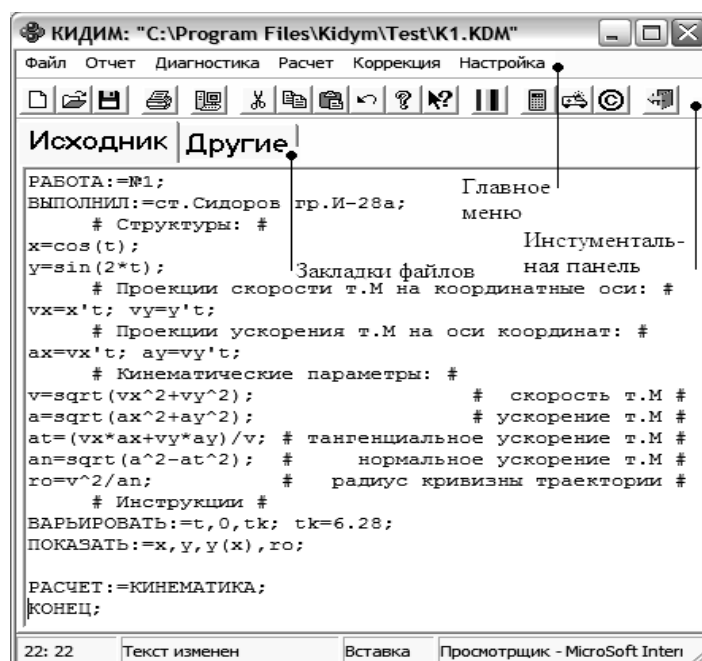 КИДИМ: "C:\Program Files\Kidym\Test\K1.KDM"
Файл Отчет Диагностика Расчет Коррекция Настройка
Исходник Другие
РАБОТА:=№1;
ВЫПОЛНИЛ:=ст.Сидоров гр.И-28а;
# Структуры: #
x=cos(t);
y=sin(2*t);
Главное
меню
Инстументаль-
ная панель
Закладки файлов
# Проекции скорости т.М на координатные оси: #
vx=x't; vy=y't;
# Проекции ускорения т.М на оси координат: #
ax=vx't; ay=vy't;
# Кинематические параметры: #
v=sqrt(vx^2+vy^2); # скорость т.М #
a=sqrt(ax^2+ay^2); # ускорение т.М #
at=(vx*ax+vy*ay)/v; # тангенциальное ускорение т.М #
an=sqrt(a^2-at^2); # нормальное ускорение т.М #
ro=v^2/an; # радиус кривизны траектории #
# Инструкции #
ВАРЬИРОВАТЬ:=t,0,tk; tk=6.28;
ПОКАЗАТЬ:=x,y,y(x),ro;
РАСЧЕТ:=КИНЕМАТИКА;
КОНЕЦ;
22: 22 Текст изменен Вставка Просмотрщик - MicroSoft Intern